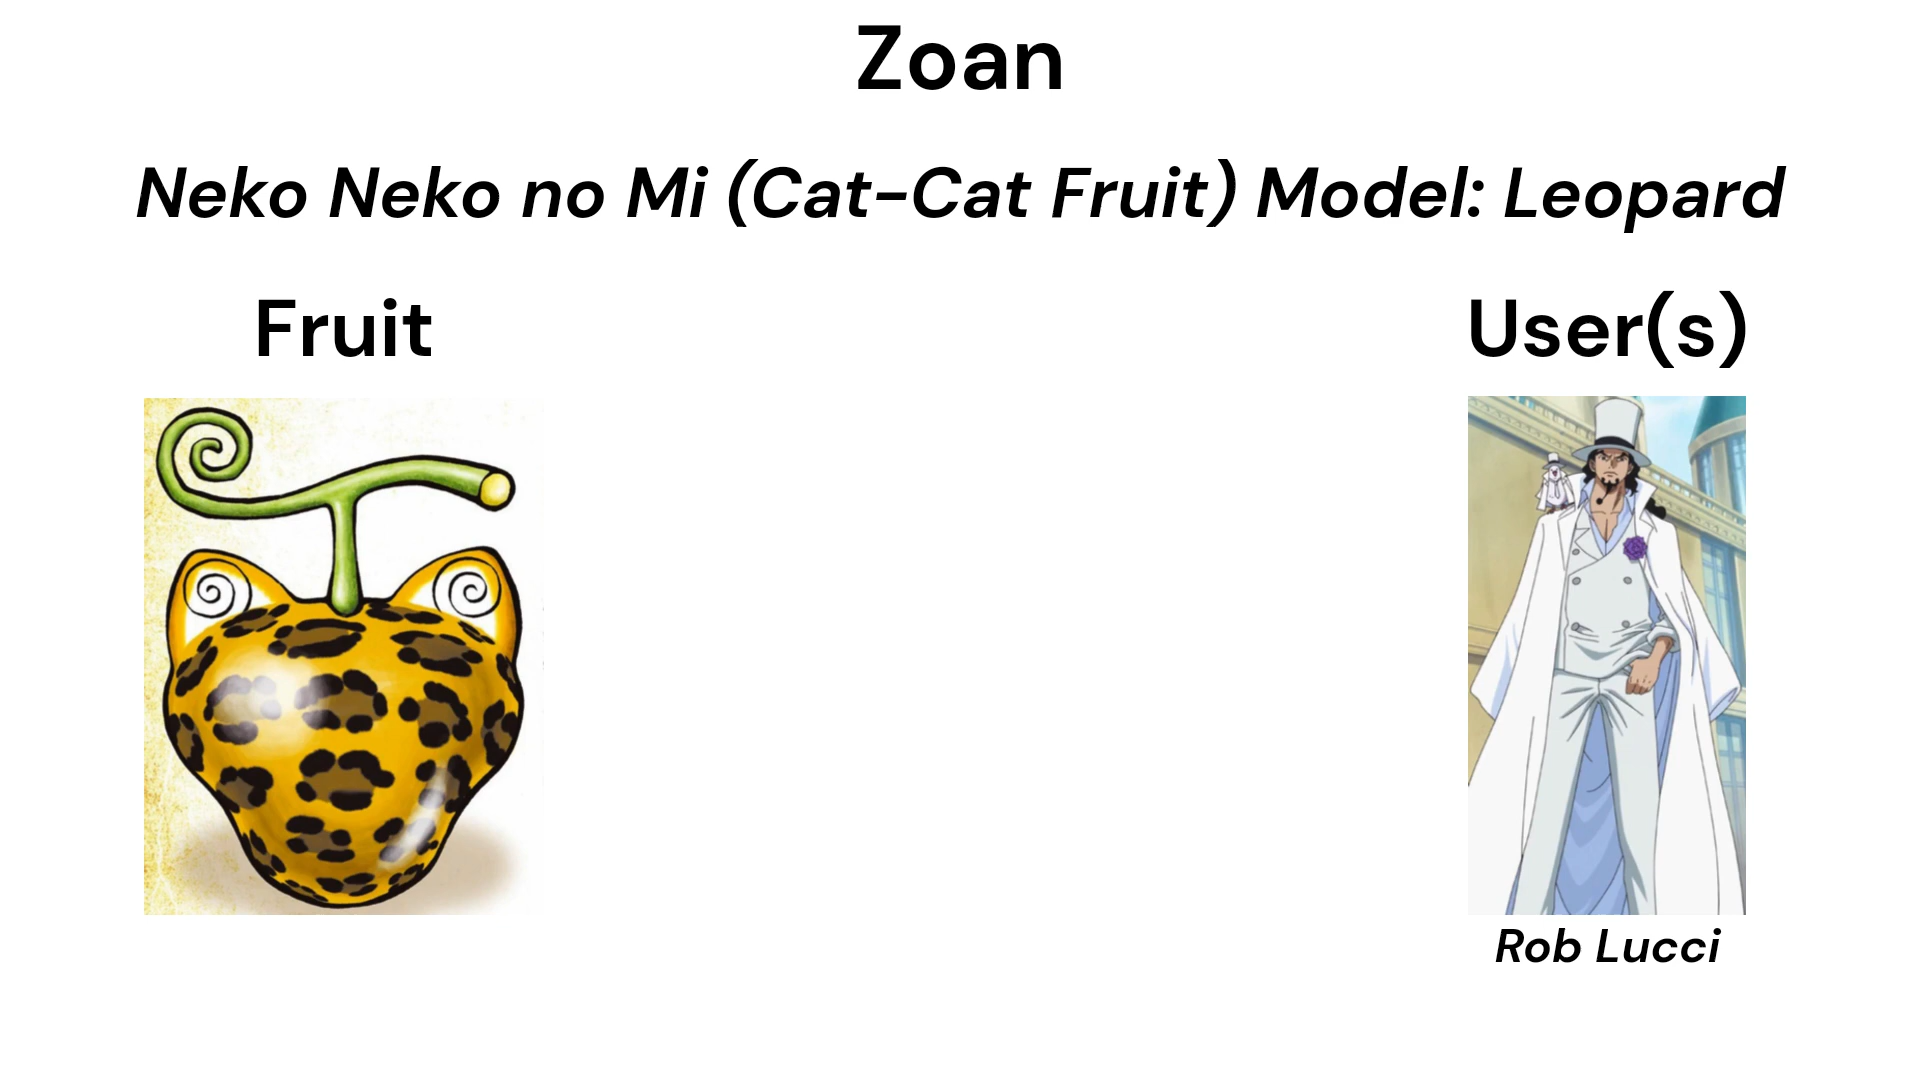 Zoan
Neko Neko no Mi (Cat-Cat Fruit) Model: Leopard
Fruit
User(s)
Rob Lucci